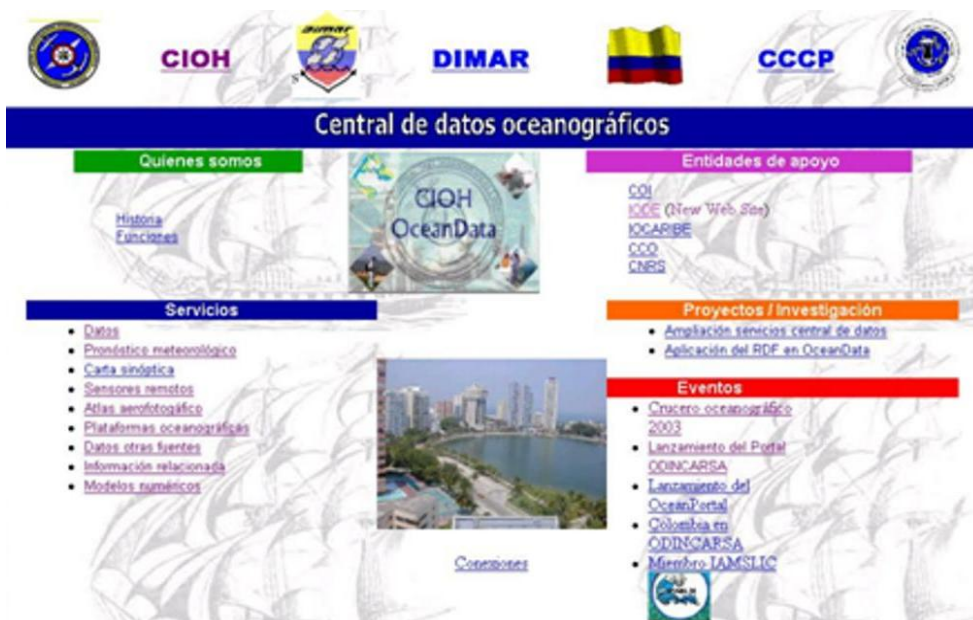 CIOH
Dimar
DIMAR
CCCP
Central de datos oceanográficos
Quienes somos
Historia
Funciones
CIOH
OceanData
Entidades de apoyo
COI
IODE (New Web Site)
IOCARIBE
CCO
CNRS
Servicios
Datos
Pronóstico meteorológico
Carta sinóptica
Sensores remotos
Atlas aerofotogáfico
Plataformas oceanográficas
Datos otras fuentes
Información relacionada
Modelos numéricos
Conexiones
Proyectos / Investigación
Ampliación servicios central de datos
Aplicación del RDF en OceanData
Eventos
Crucero oceanográfico
2003
Lanzamiento del Portal
ODINCARSA
Lanzamiento del
OceanPortal
Colombia en
ODINCARSA
Miembro IAMSLIC